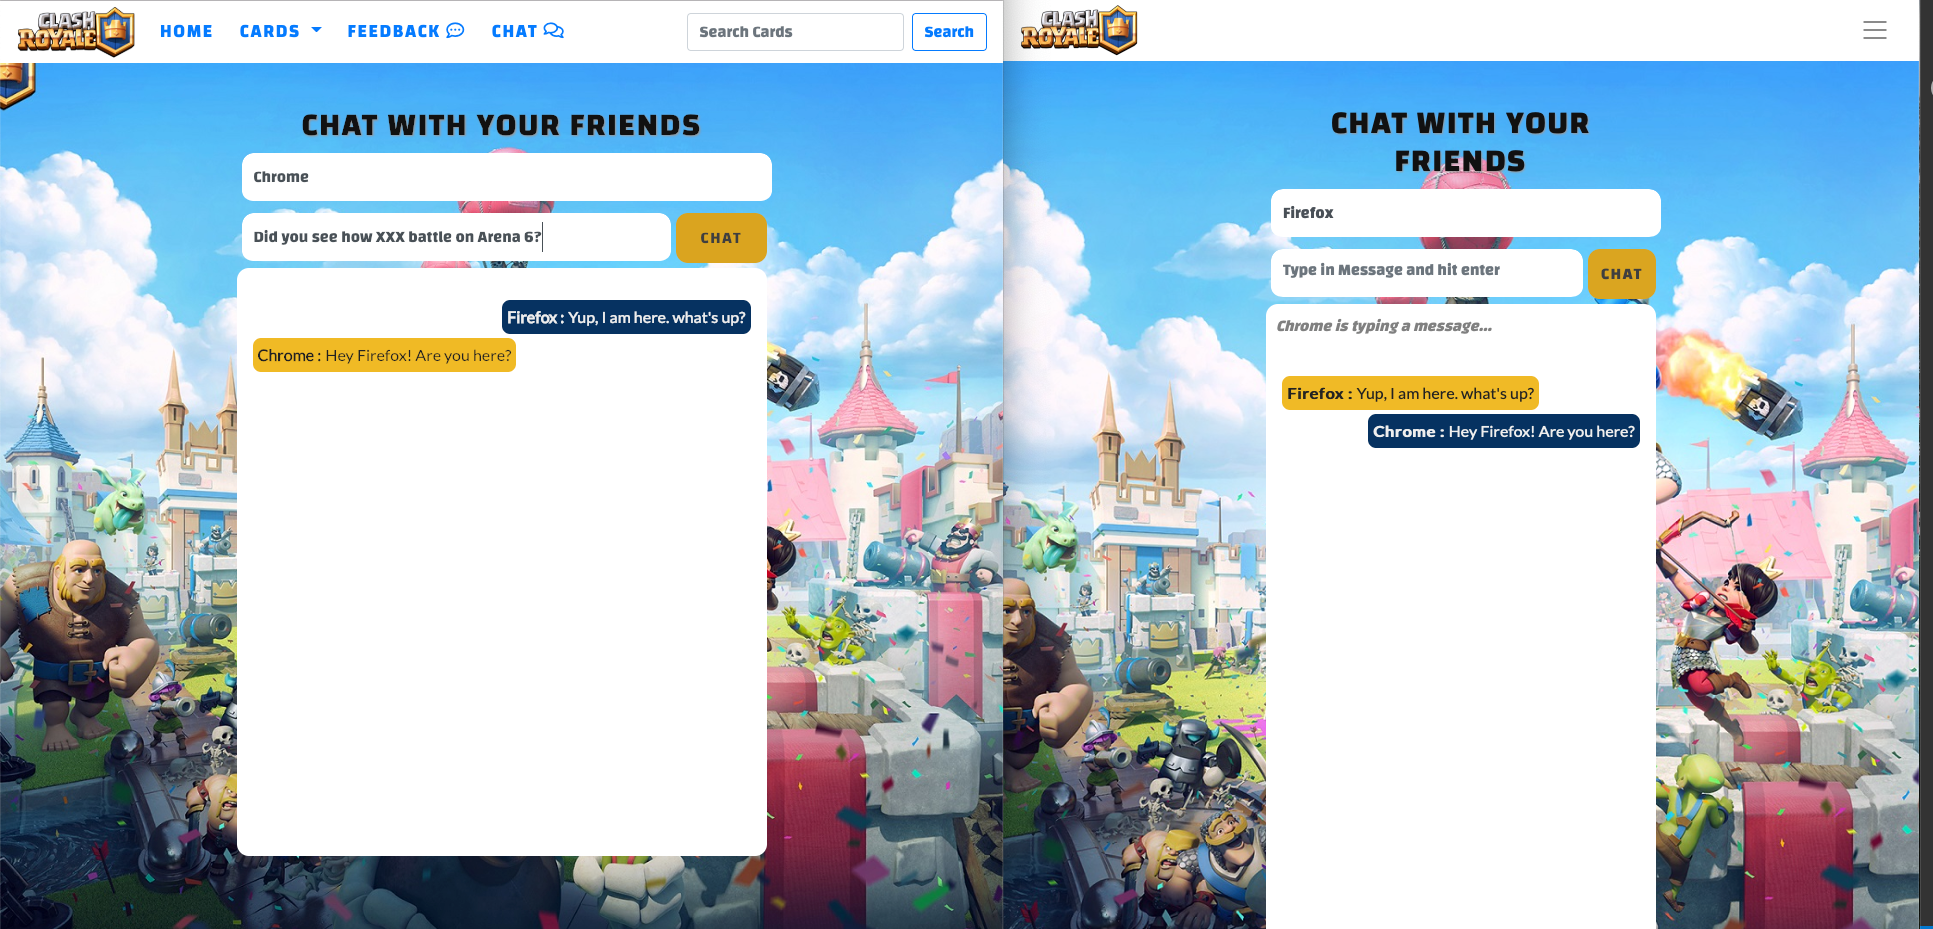 CLASH
ROYALE
HOME
CARDS
FEEDBACK
CHAT
Search Cards
Search
CHAT WITH YOUR FRIENDS
Chrome
Did you see how XXX battle on Arena 6?
CHAT
Firefox : Yup, I am here. what's up?
Chrome : Hey Firefox! Are you here?
CLASH
ROYALE
CHAT WITH YOUR
FRIENDS
Firefox
Type in Message and hit enter
CHAT
Chrome is typing a message...
Firefox : Yup, I am here. what's up?
Chrome : Hey Firefox! Are you here?